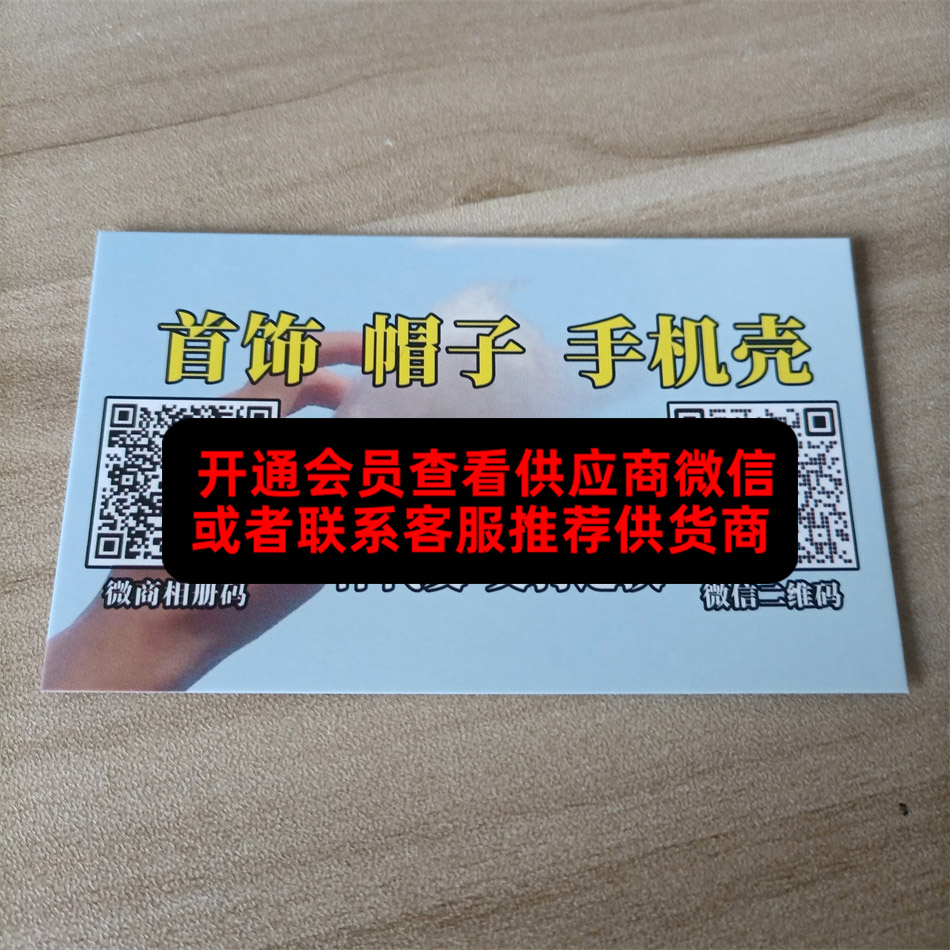 首饰 帽子 手机壳
开通会员查看供应商微信
或者联系客服推荐供货商
微商相册码
微信二维码